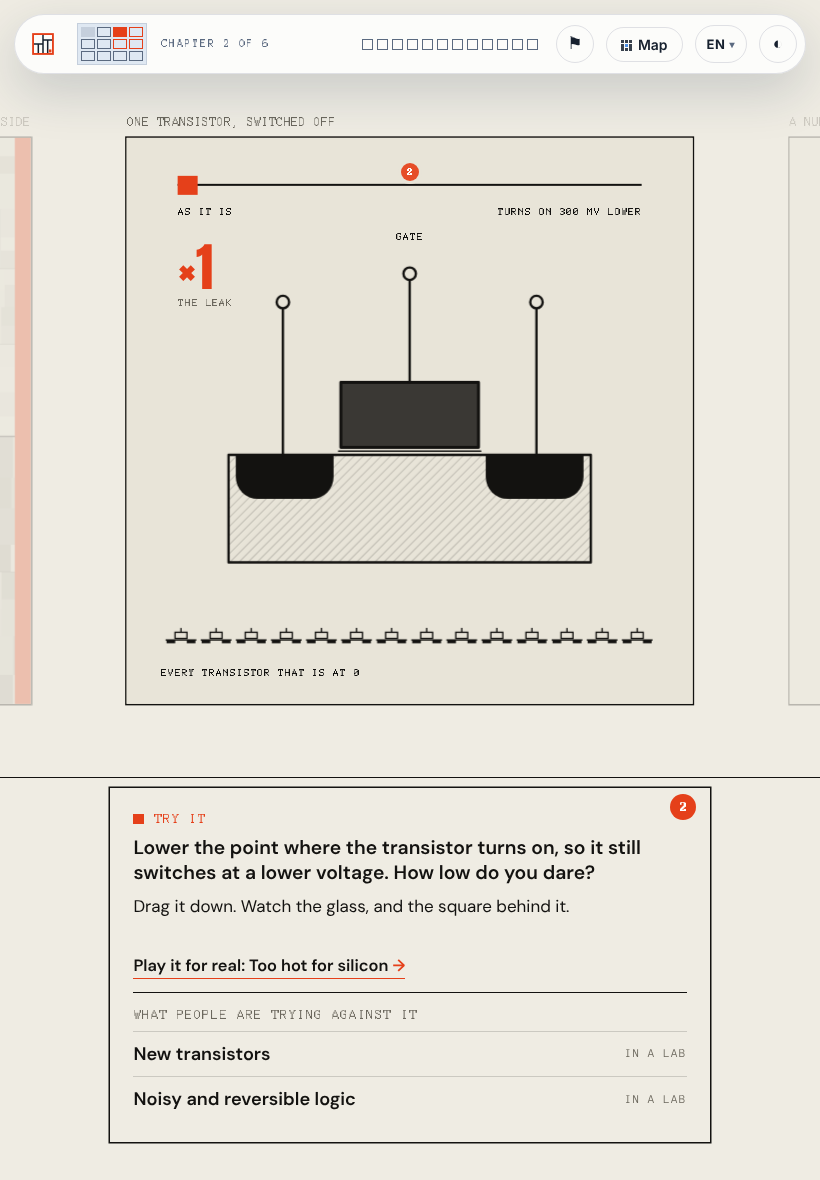 CHAPTER 2 OF 6
Map
EN
SIDE
ONE TRANSISTOR, SWITCHED OFF
A NU
2
AS IT IS
TURNS ON 300 MV LOWER
GATE
×1
THE LEAK
EVERY TRANSISTOR THAT IS AT 0
2
TRY IT
Lower the point where the transistor turns on, so it still
switches at a lower voltage. How low do you dare?
Drag it down. Watch the glass, and the square behind it.
Play it for real: Too hot for silicon →
WHAT PEOPLE ARE TRYING AGAINST IT
New transistors
IN A LAB
Noisy and reversible logic
IN A LAB